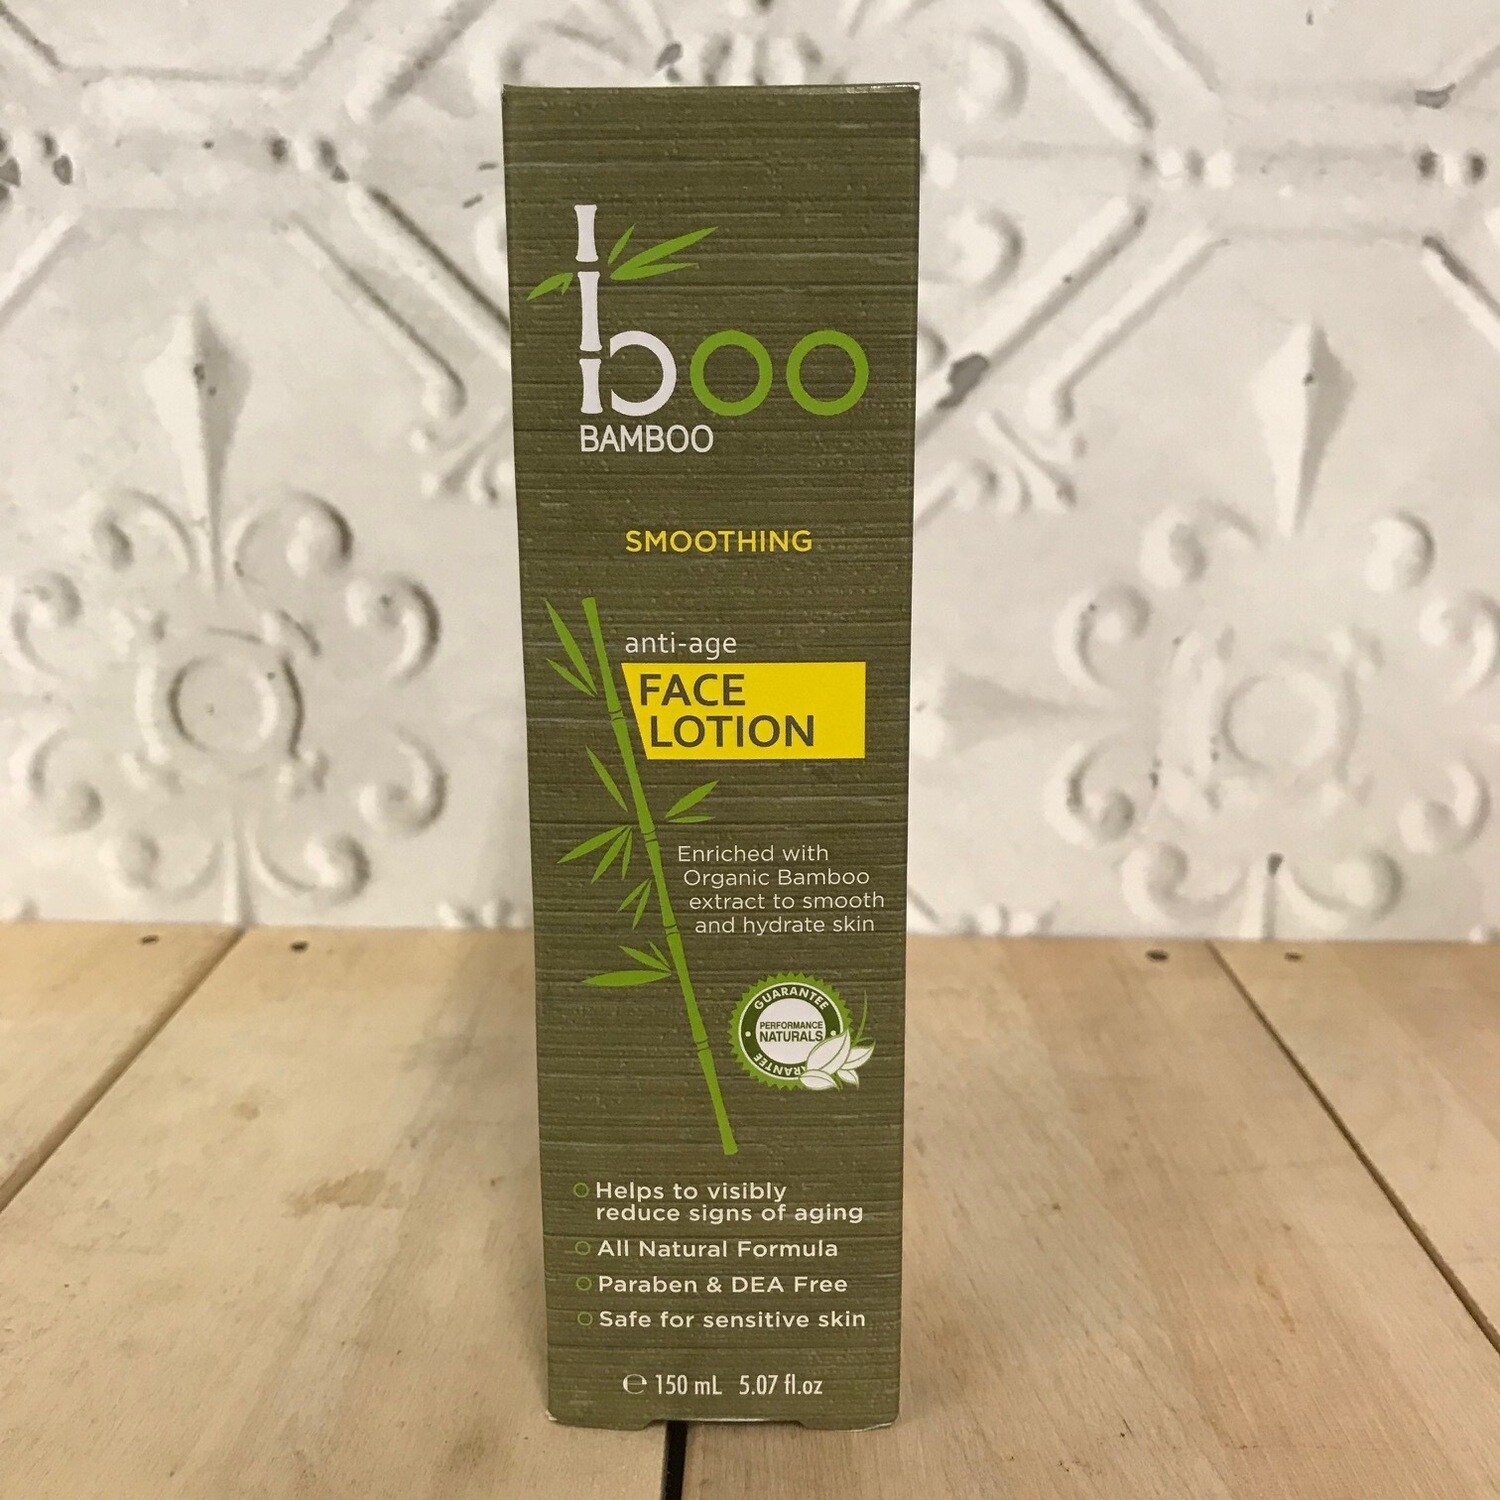 boo
BAMBOO
SMOOTHING
anti-age
FACE
LOTION
Enriched with
Organic Bamboo
extract to smooth
and hydrate skin
GUARANTEE
PERFORMANCE
NATURALS
Helps to visibly
reduce signs of aging
All Natural Formula
Paraben & DEA Free
Safe for sensitive skin
℮ 150 mL 5.07 fl.oz